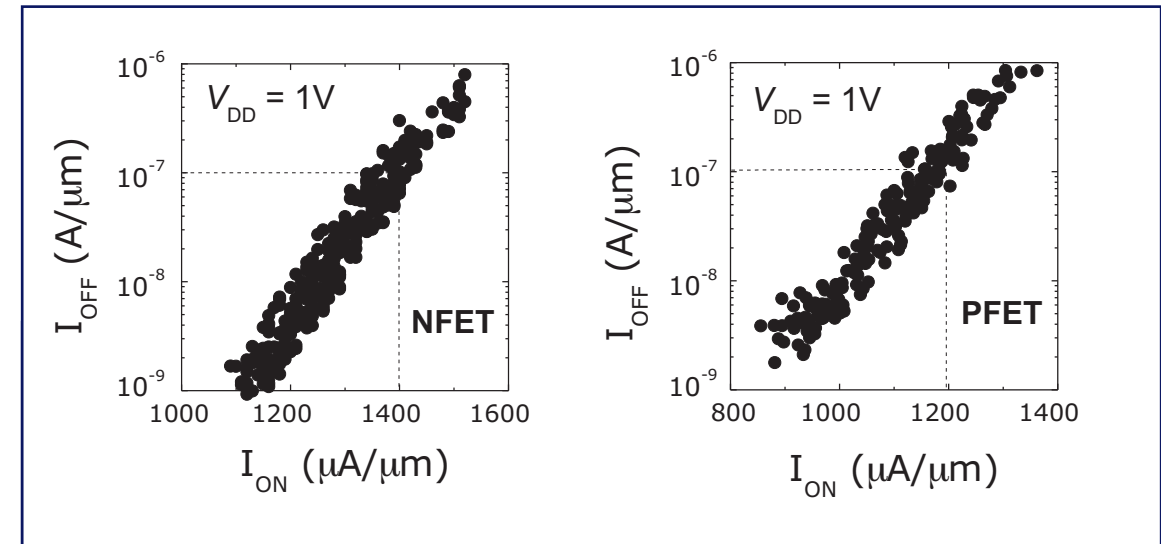 10⁻⁶
10⁻⁷
10⁻⁸
10⁻⁹
I_OFF (A/μm)
V_DD = 1V
NFET
1000 1200 1400 1600
I_ON (μA/μm)
10⁻⁶
10⁻⁷
10⁻⁸
10⁻⁹
I_OFF (A/μm)
V_DD = 1V
PFET
800 1000 1200 1400
I_ON (μA/μm)